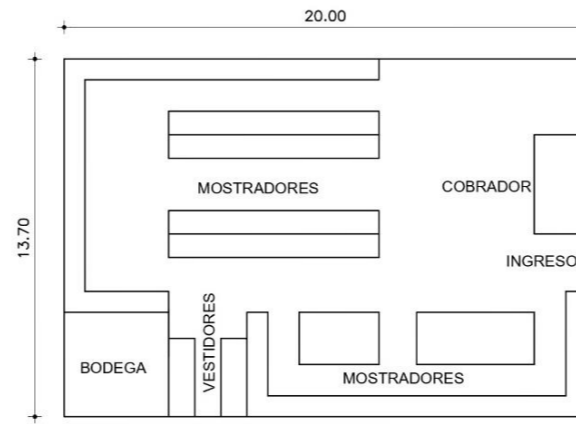 20.00
13.70
MOSTRADORES
COBRADOR
INGRESO
VESTIDORES
BODEGA
MOSTRADORES